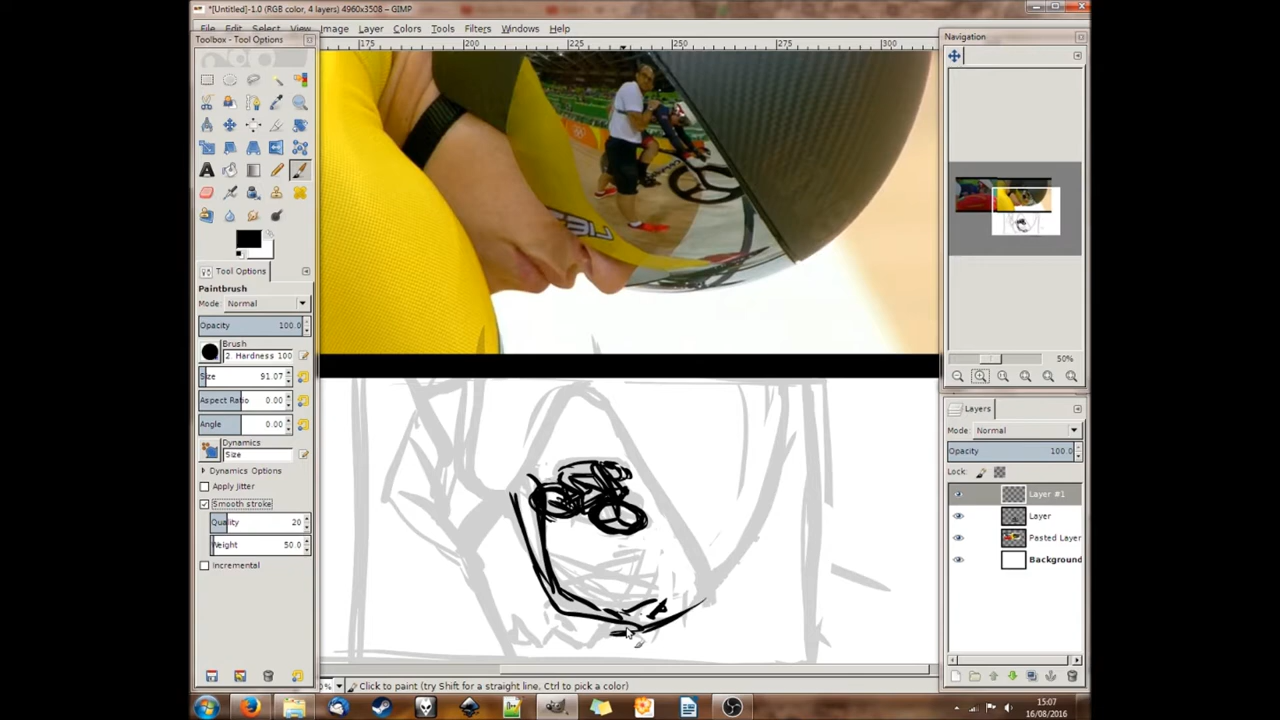 *[Untitled]-1.0 (RGB color, 4 layers) 4960x3508 – GIMP
File Edit Select View Image Layer Colors Tools Filters Windows Help
Toolbox - Tool Options
Navigation
175 200 225 250 275 300
LIE
Tool Options
Paintbrush
Mode: Normal
Opacity 100.0
Brush
2. Hardness 100
Size 91.07
Aspect Ratio 0.00
Angle 0.00
Dynamics
Size
Dynamics Options
Apply Jitter
Smooth stroke
Quality 20
Weight 50.0
Incremental
50%
Layers
Mode: Normal
Opacity 100.0
Lock:
Layer #1
Layer
Pasted Layer
Background
Click to paint (try Shift for a straight line, Ctrl to pick a color)
15:07
16/08/2016